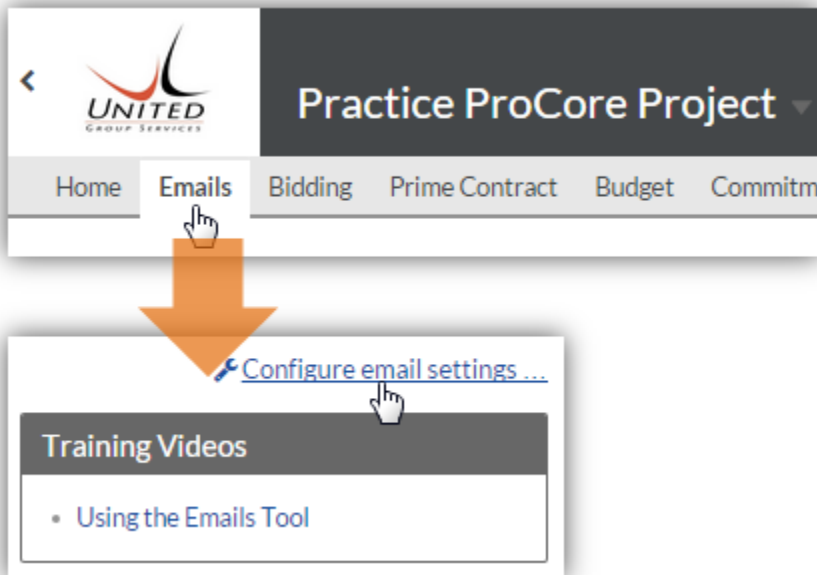 UNITED
GROUP SERVICES
Practice ProCore Project
Home Emails Bidding Prime Contract Budget Commitm
Configure email settings ...
Training Videos
• Using the Emails Tool